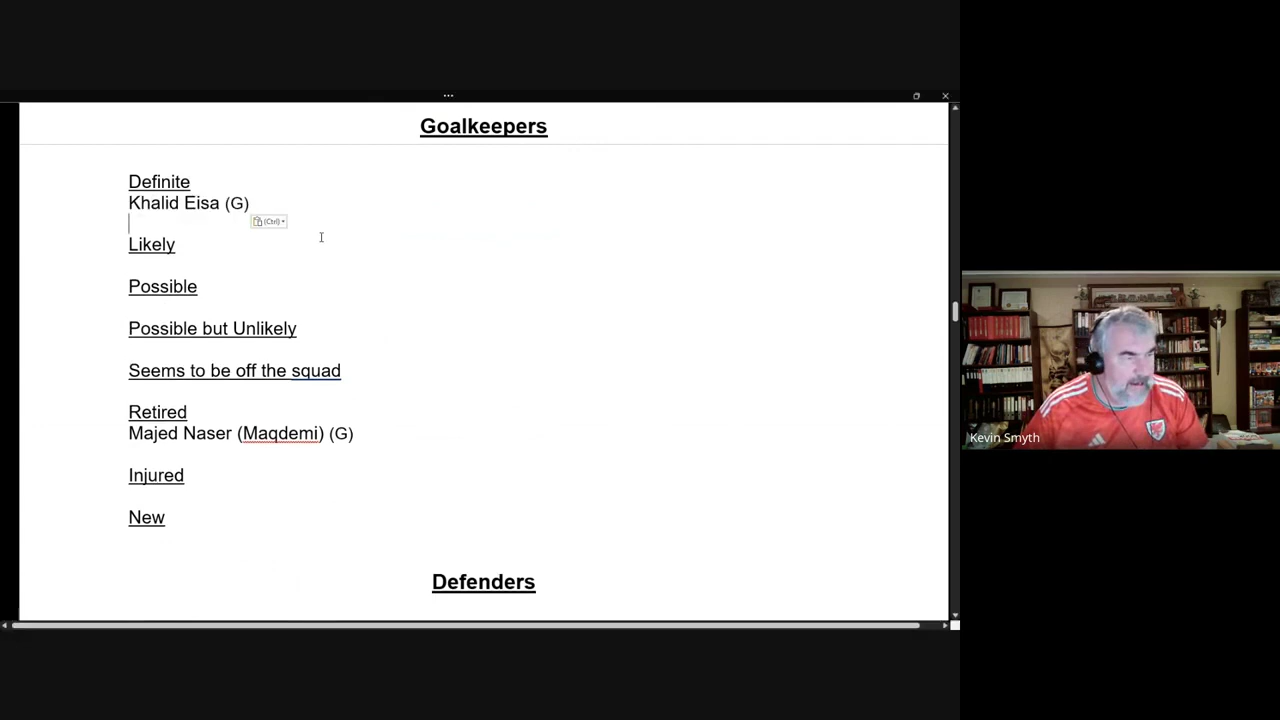 Goalkeepers
Definite
Khalid Eisa (G)
(Ctrl)
Likely
Possible
Possible but Unlikely
Seems to be off the squad
Retired
Majed Naser (Maqdemi) (G)
Injured
New
Defenders
Kevin Smyth